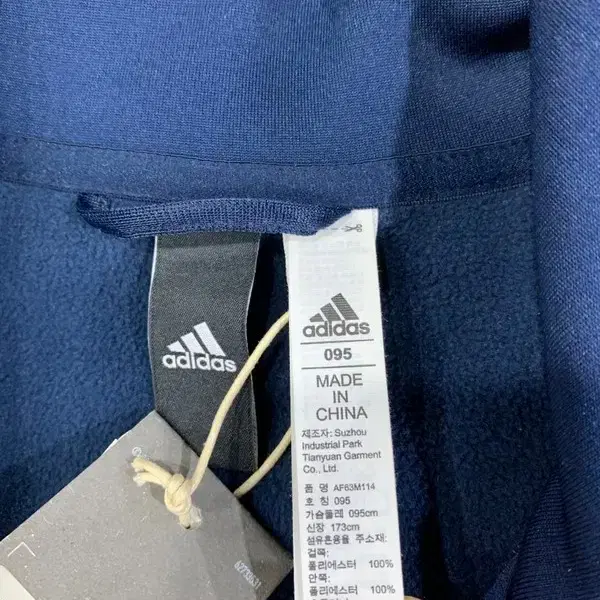 adidas
adidas
095
MADE
IN
CHINA
제조자: Suzhou
Industrial Park
Tianyuan Garment
Co., Ltd.
품 명 AF63M114
호 칭 095
가슴둘레 095cm
신장 173cm
섬유혼용율 주소재:
겉쪽:
폴리에스터 100%
안쪽:
폴리에스터 100%